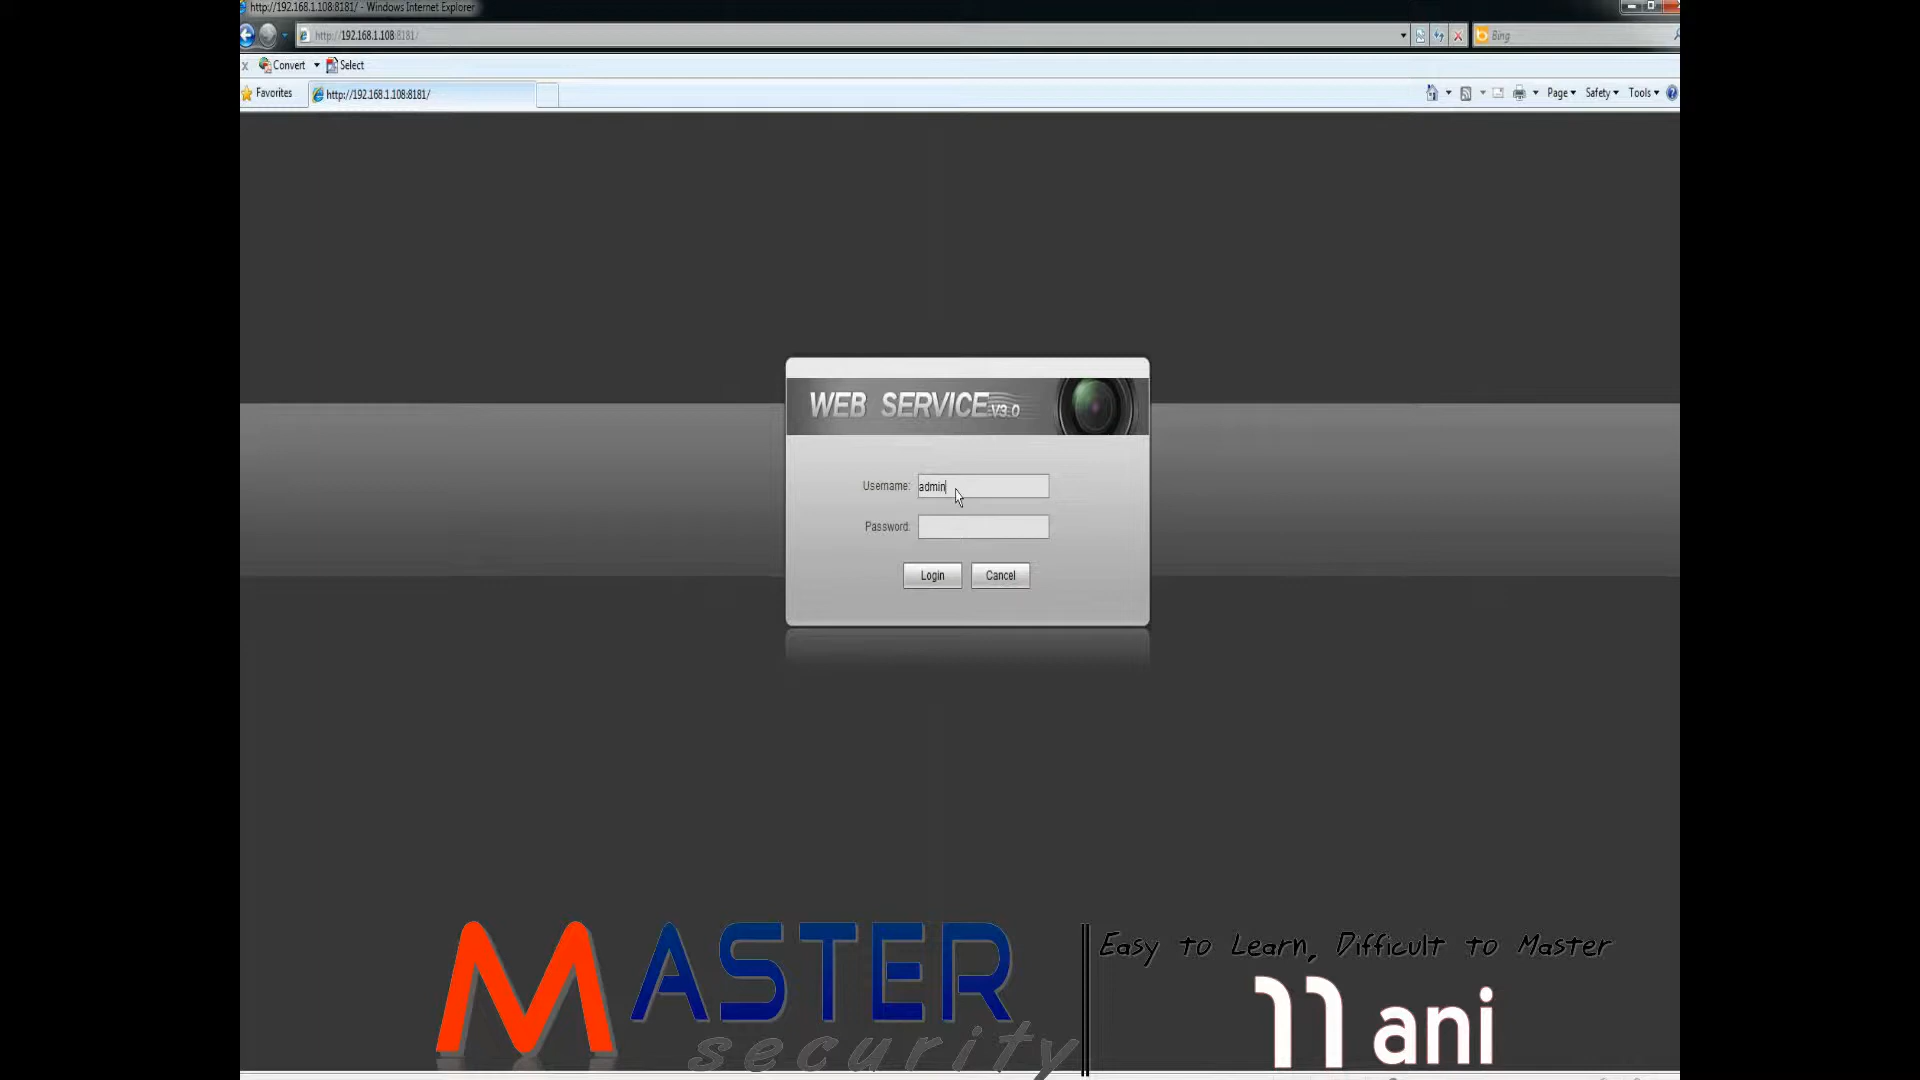 http://192.168.1.108:8181/ - Windows Internet Explorer
http://192.168.1.108:8181/
Bing
x Convert Select
Favorites http://192.168.1.108:8181/ Page Safety Tools
WEB SERVICE V3.0
Username: admin
Password:
Login Cancel
MASTER
security
Easy to Learn, Difficult to Master
11 ani